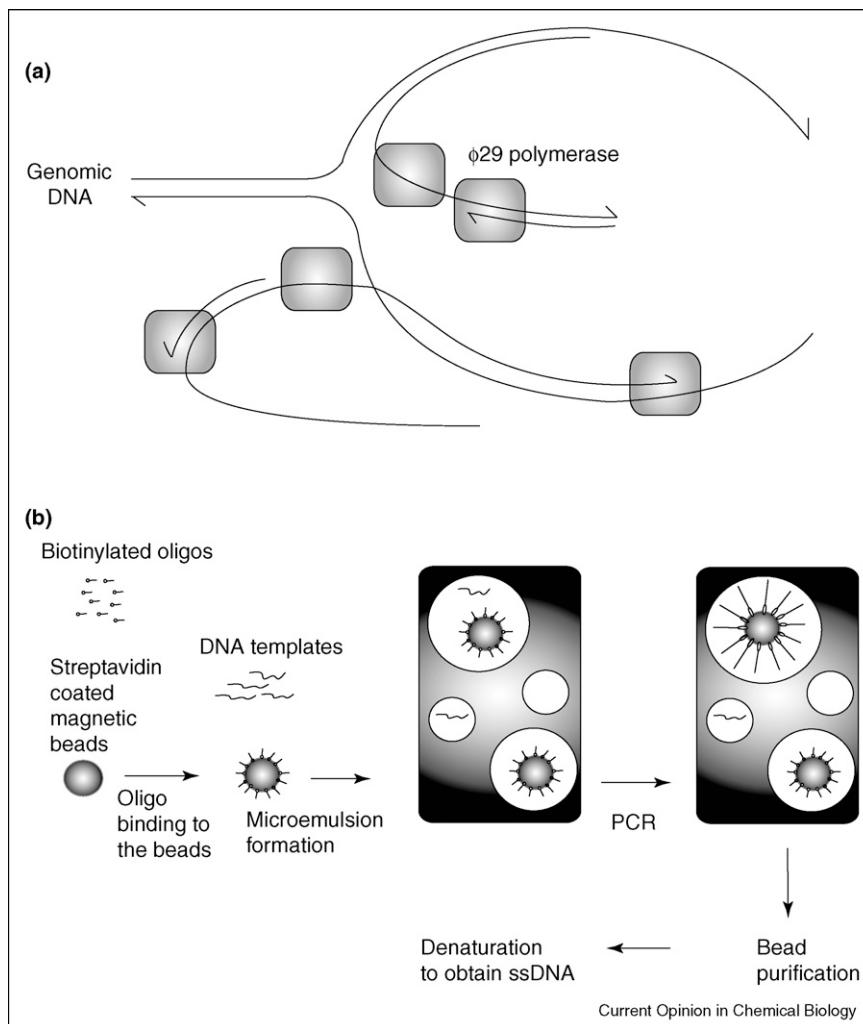 (a)
Genomic
DNA
ϕ29 polymerase
(b)
Biotinylated oligos
Streptavidin
coated
magnetic
beads
DNA templates
Oligo
binding to
the beads
Microemulsion
formation
PCR
Bead
purification
Denaturation
to obtain ssDNA
Current Opinion in Chemical Biology